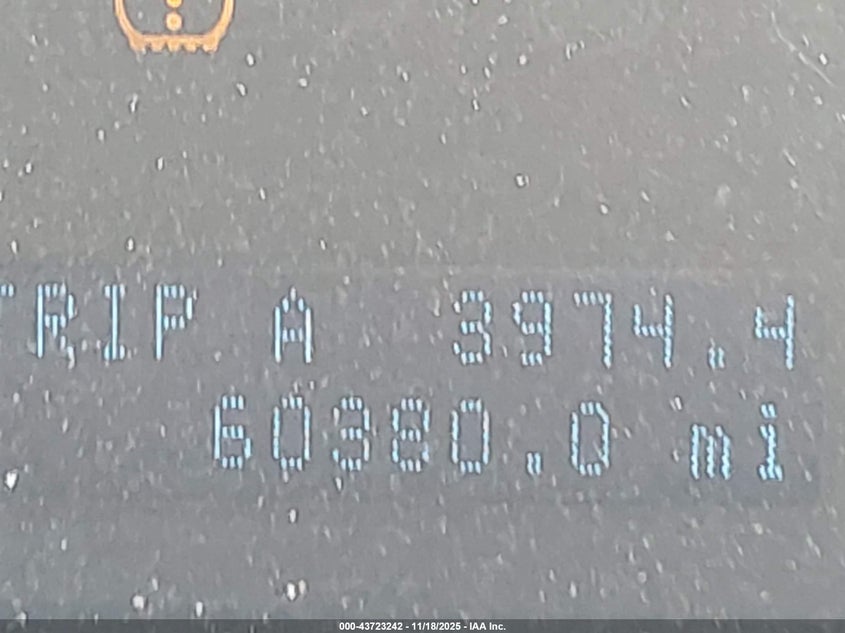 TRIP A 3974.4
60380.0 mi
000-43723242 - 11/18/2025 - IAA Inc.